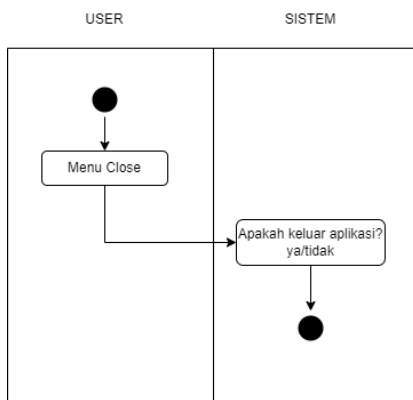 USER
SISTEM
Menu Close
Apakah keluar aplikasi?
ya/tidak